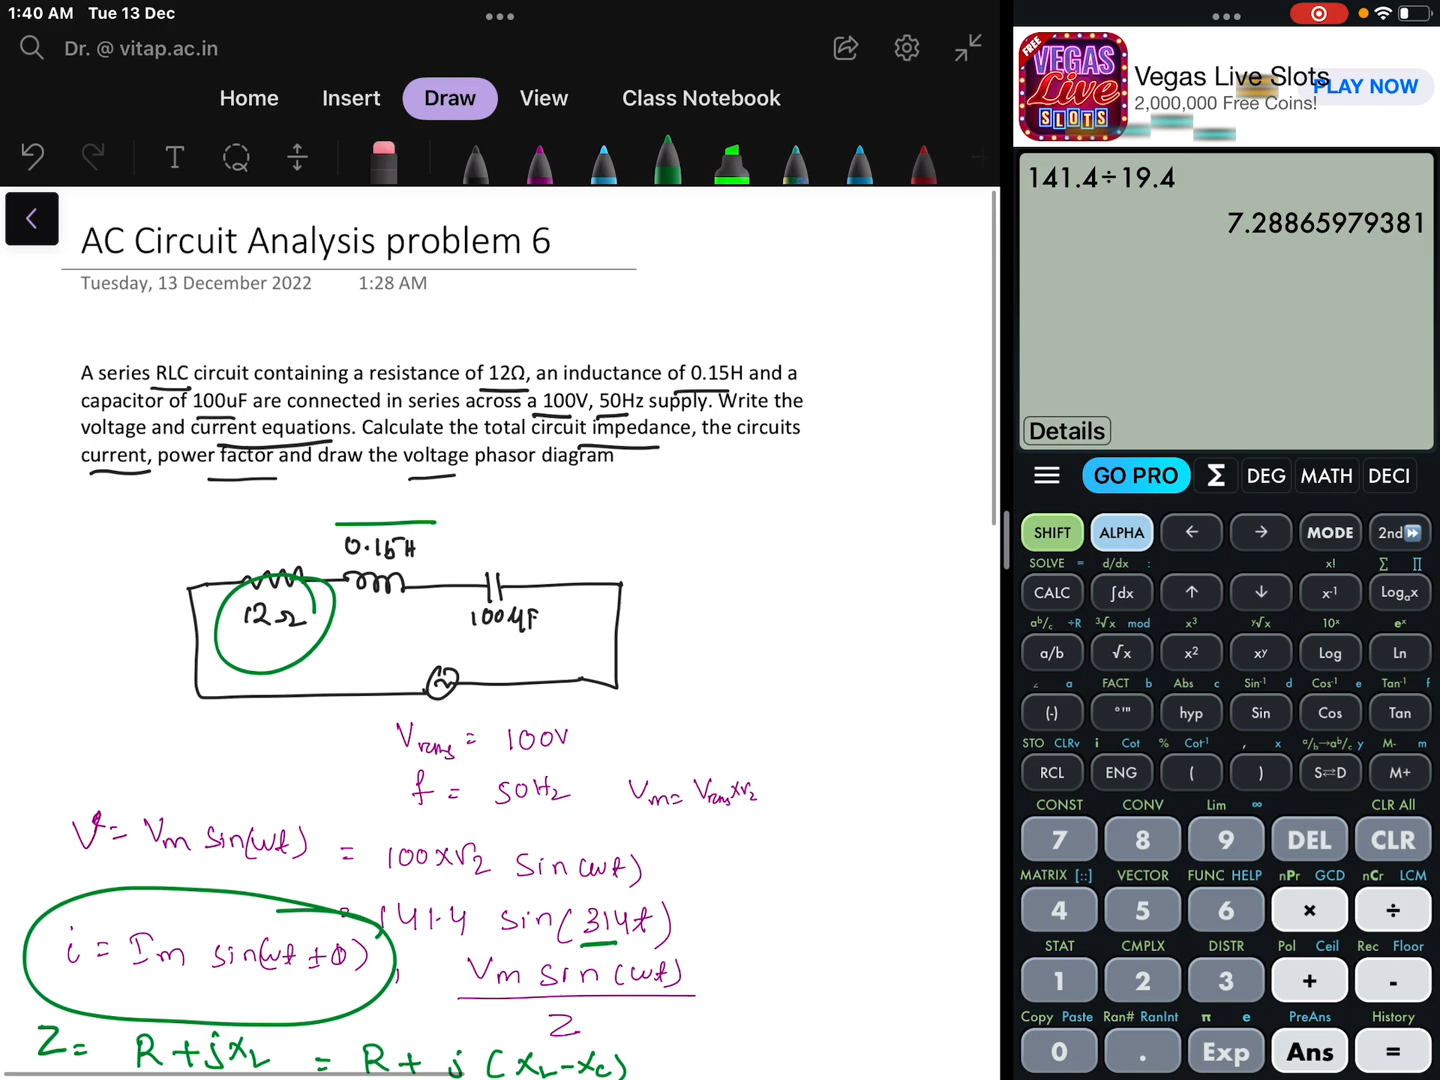 1:40 AM Tue 13 Dec
Dr. @ vitap.ac.in
Home Insert Draw View Class Notebook
T
AC Circuit Analysis problem 6
Tuesday, 13 December 2022 1:28 AM
A series RLC circuit containing a resistance of 12Ω, an inductance of 0.15H and a
capacitor of 100uF are connected in series across a 100V, 50Hz supply. Write the
voltage and current equations. Calculate the total circuit impedance, the circuits
current, power factor and draw the voltage phasor diagram
0.15H
12Ω
100μF
Vrms = 100V
f = 50Hz Vm = Vrms×√2
V = Vm sin(ωt) = 100×√2 sin(ωt)
= 141.4 sin(314t)
i = Im sin(ωt ± Φ)
Vm sin(ωt)
Z
Z = R + jXL = R + j (XL-XC)
FREE
VEGAS
Live
SLOTS
Vegas Live Slots
2,000,000 Free Coins!
PLAY NOW
141.4÷19.4
7.28865979381
Details
GO PRO Σ DEG MATH DECI
SHIFT ALPHA ← → MODE 2nd
SOLVE = d/dx : x! Σ ∏
CALC ∫dx ↑ ↓ x⁻¹ Logₐx
aᵇ/c ÷R ³√x mod x³ ʸ√x 10ˣ eˣ
a/b √x x² xʸ Log Ln
∠ a FACT b Abs c Sin⁻¹ d Cos⁻¹ e Tan⁻¹ f
(-) °'" hyp Sin Cos Tan
STO CLRv i Cot % Cot⁻¹ , x a/b→aᵇ/c y M- m
RCL ENG ( ) S⇄D M+
CONST CONV Lim ∞ CLR All
7 8 9 DEL CLR
MATRIX [::] VECTOR FUNC HELP nPr GCD nCr LCM
4 5 6 × ÷
STAT CMPLX DISTR Pol Ceil Rec Floor
1 2 3 + -
Copy Paste Ran# RanInt π e PreAns History
0 . Exp Ans =